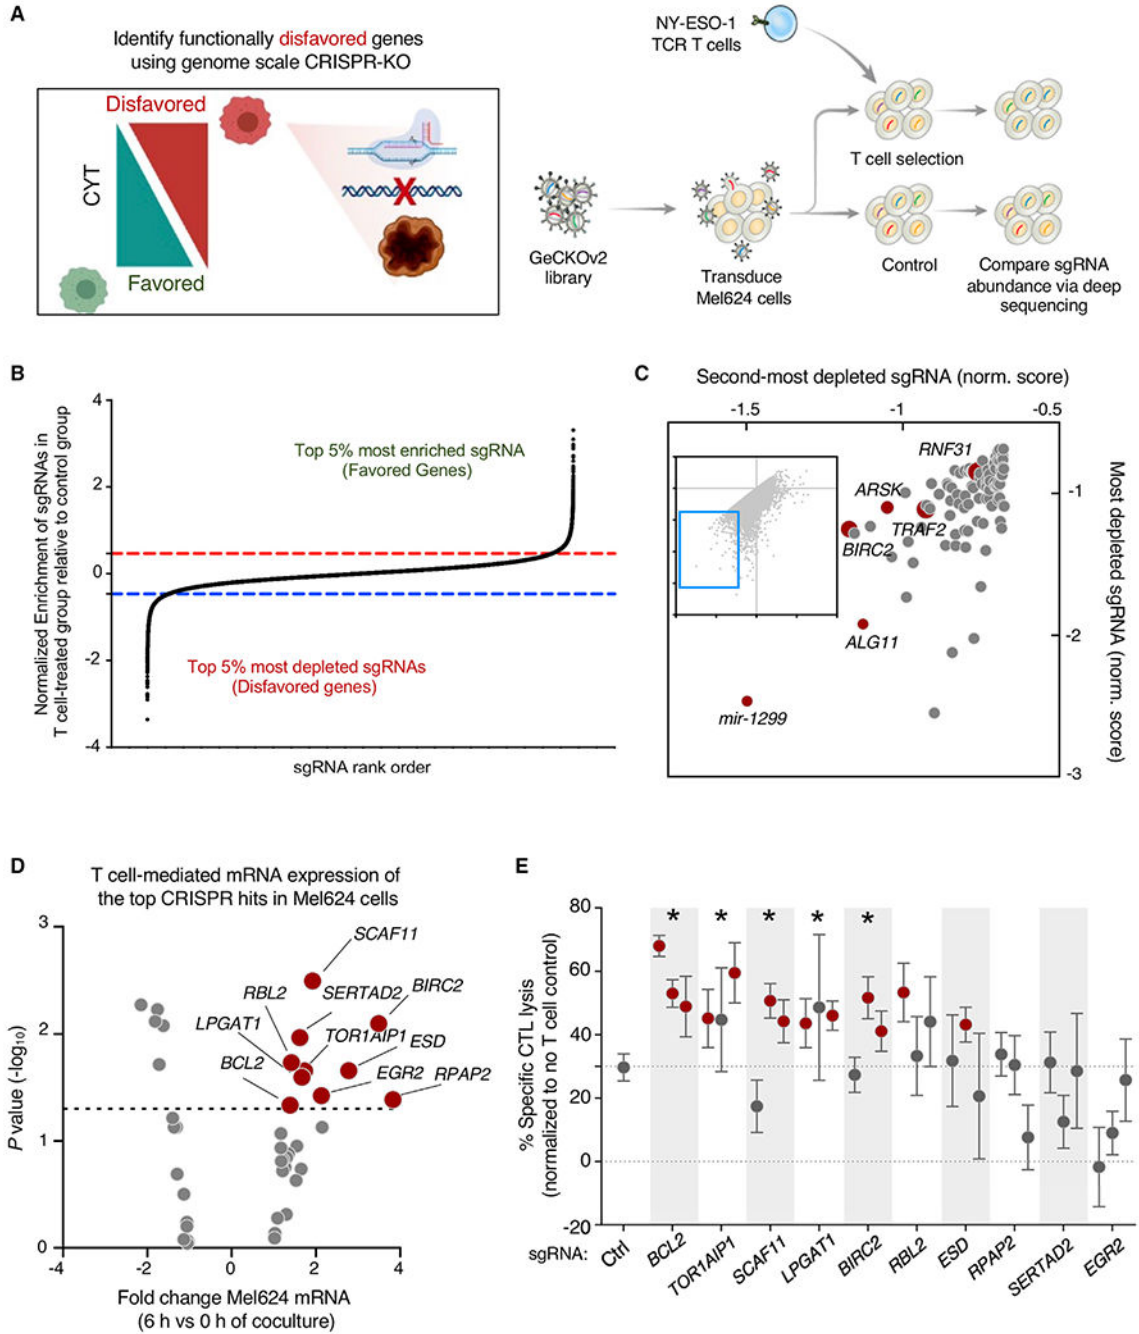 A
Identify functionally disfavored genes
using genome scale CRISPR-KO
Disfavored
CYT
Favored
NY-ESO-1
TCR T cells
T cell selection
GeCKOv2
library
Transduce
Mel624 cells
Control
Compare sgRNA
abundance via deep
sequencing
B
Normalized Enrichment of sgRNAs in
T cell-treated group relative to control group
4
2
0
-2
-4
Top 5% most enriched sgRNA
(Favored Genes)
Top 5% most depleted sgRNAs
(Disfavored genes)
sgRNA rank order
C
Second-most depleted sgRNA (norm. score)
-1.5
-1
-0.5
RNF31
ARSK
TRAF2
BIRC2
ALG11
mir-1299
-1
-2
-3
Most depleted sgRNA (norm. score)
D
T cell-mediated mRNA expression of
the top CRISPR hits in Mel624 cells
P value (-log10)
3
2
1
0
SCAF11
RBL2
SERTAD2
BIRC2
LPGAT1
TOR1AIP1
ESD
BCL2
EGR2
RPAP2
-4
-2
0
2
4
Fold change Mel624 mRNA
(6 h vs 0 h of coculture)
E
% Specific CTL lysis
(normalized to no T cell control)
80
60
40
20
0
-20
* * * * *
sgRNA:
Ctrl
BCL2
TOR1AIP1
SCAF11
LPGAT1
BIRC2
RBL2
ESD
RPAP2
SERTAD2
EGR2